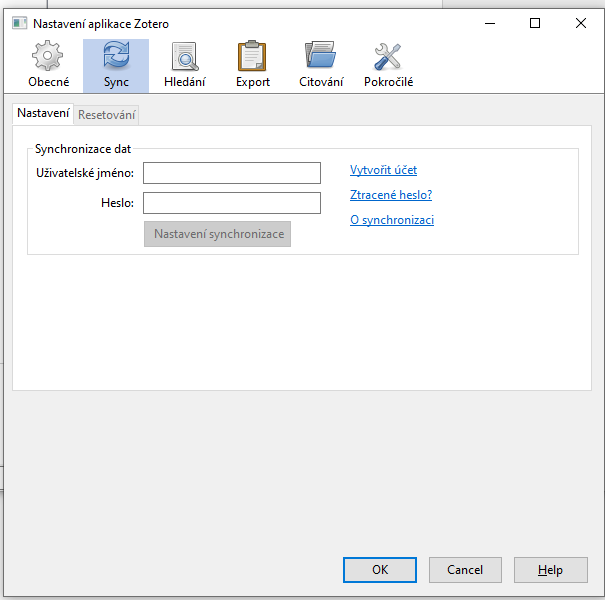 Nastavení aplikace Zotero
Obecné Sync Hledání Export Citování Pokročilé
Nastavení Resetování
Synchronizace dat
Uživatelské jméno: Vytvořit účet
Ztracené heslo?
Heslo:
O synchronizaci
Nastavení synchronizace
OK Cancel Help